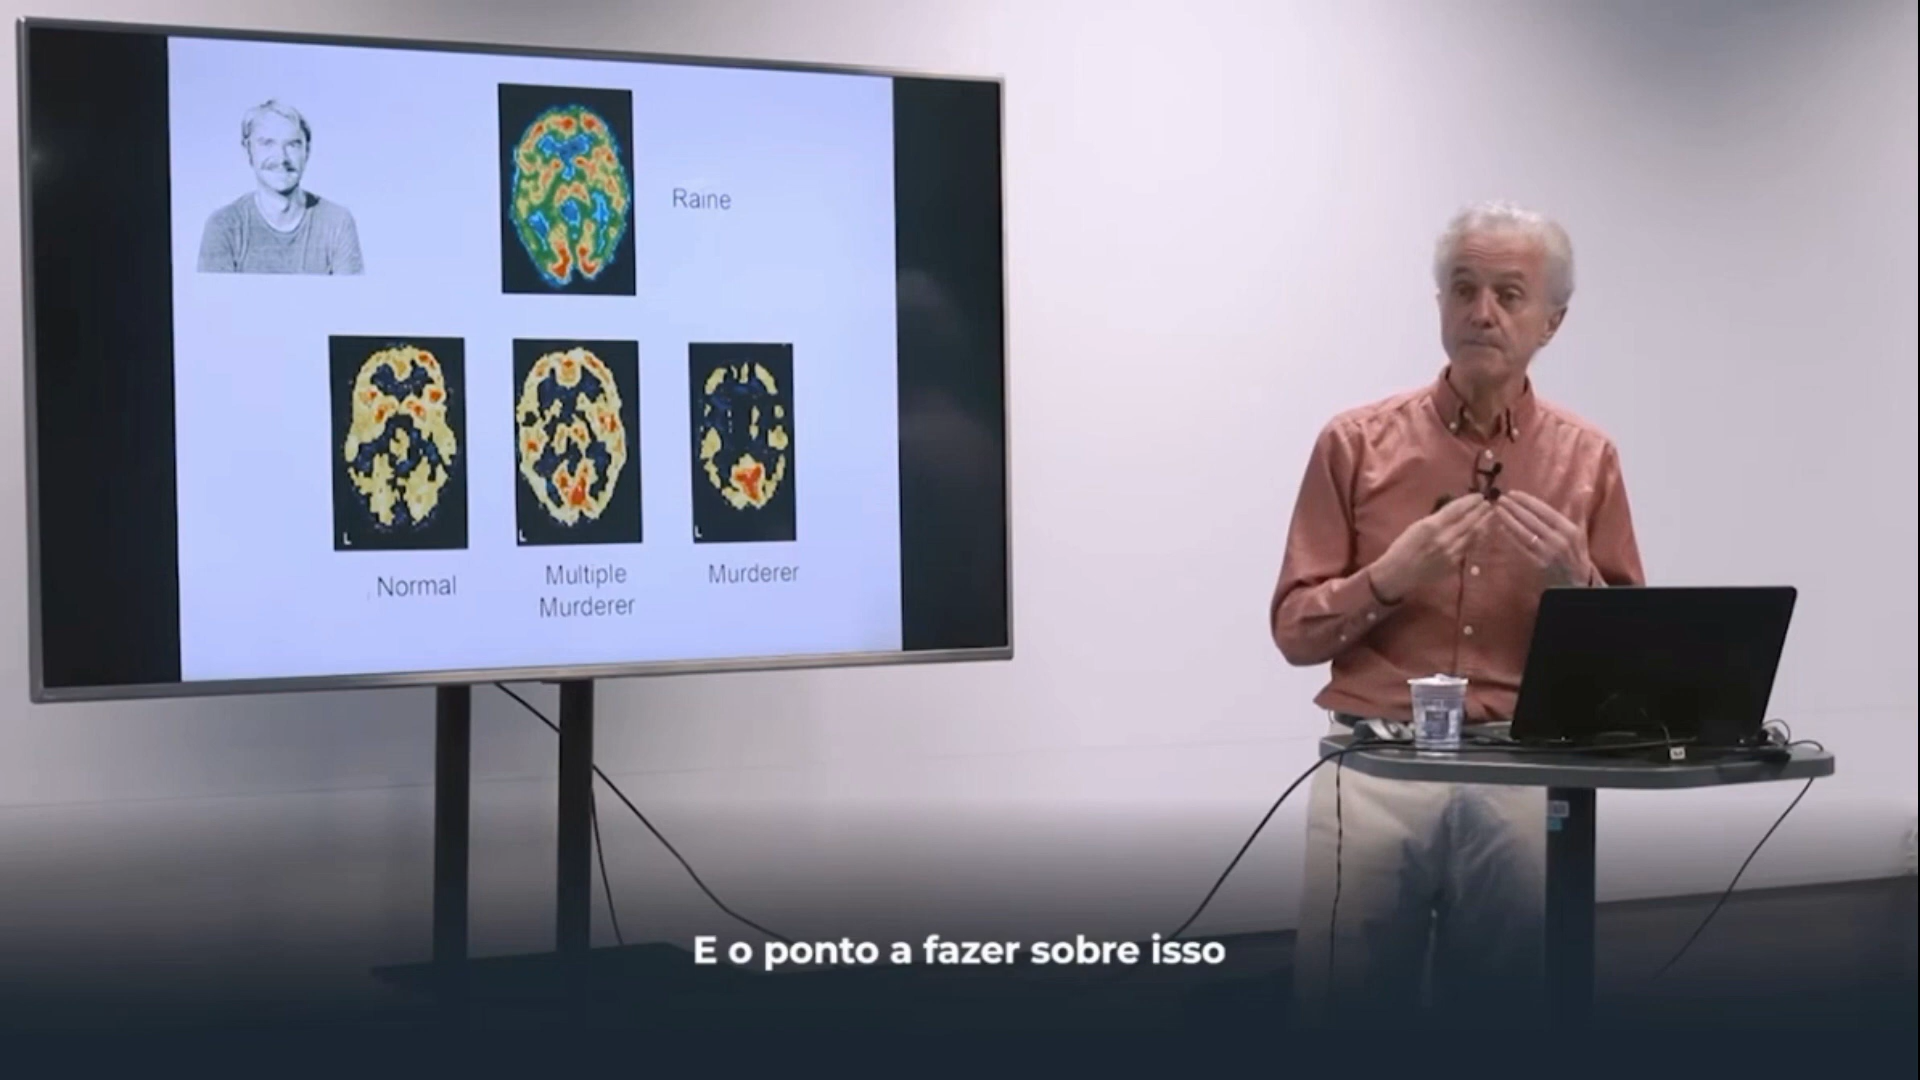 Raine
Normal
Multiple
Murderer
Murderer
L
L
L
E o ponto a fazer sobre isso